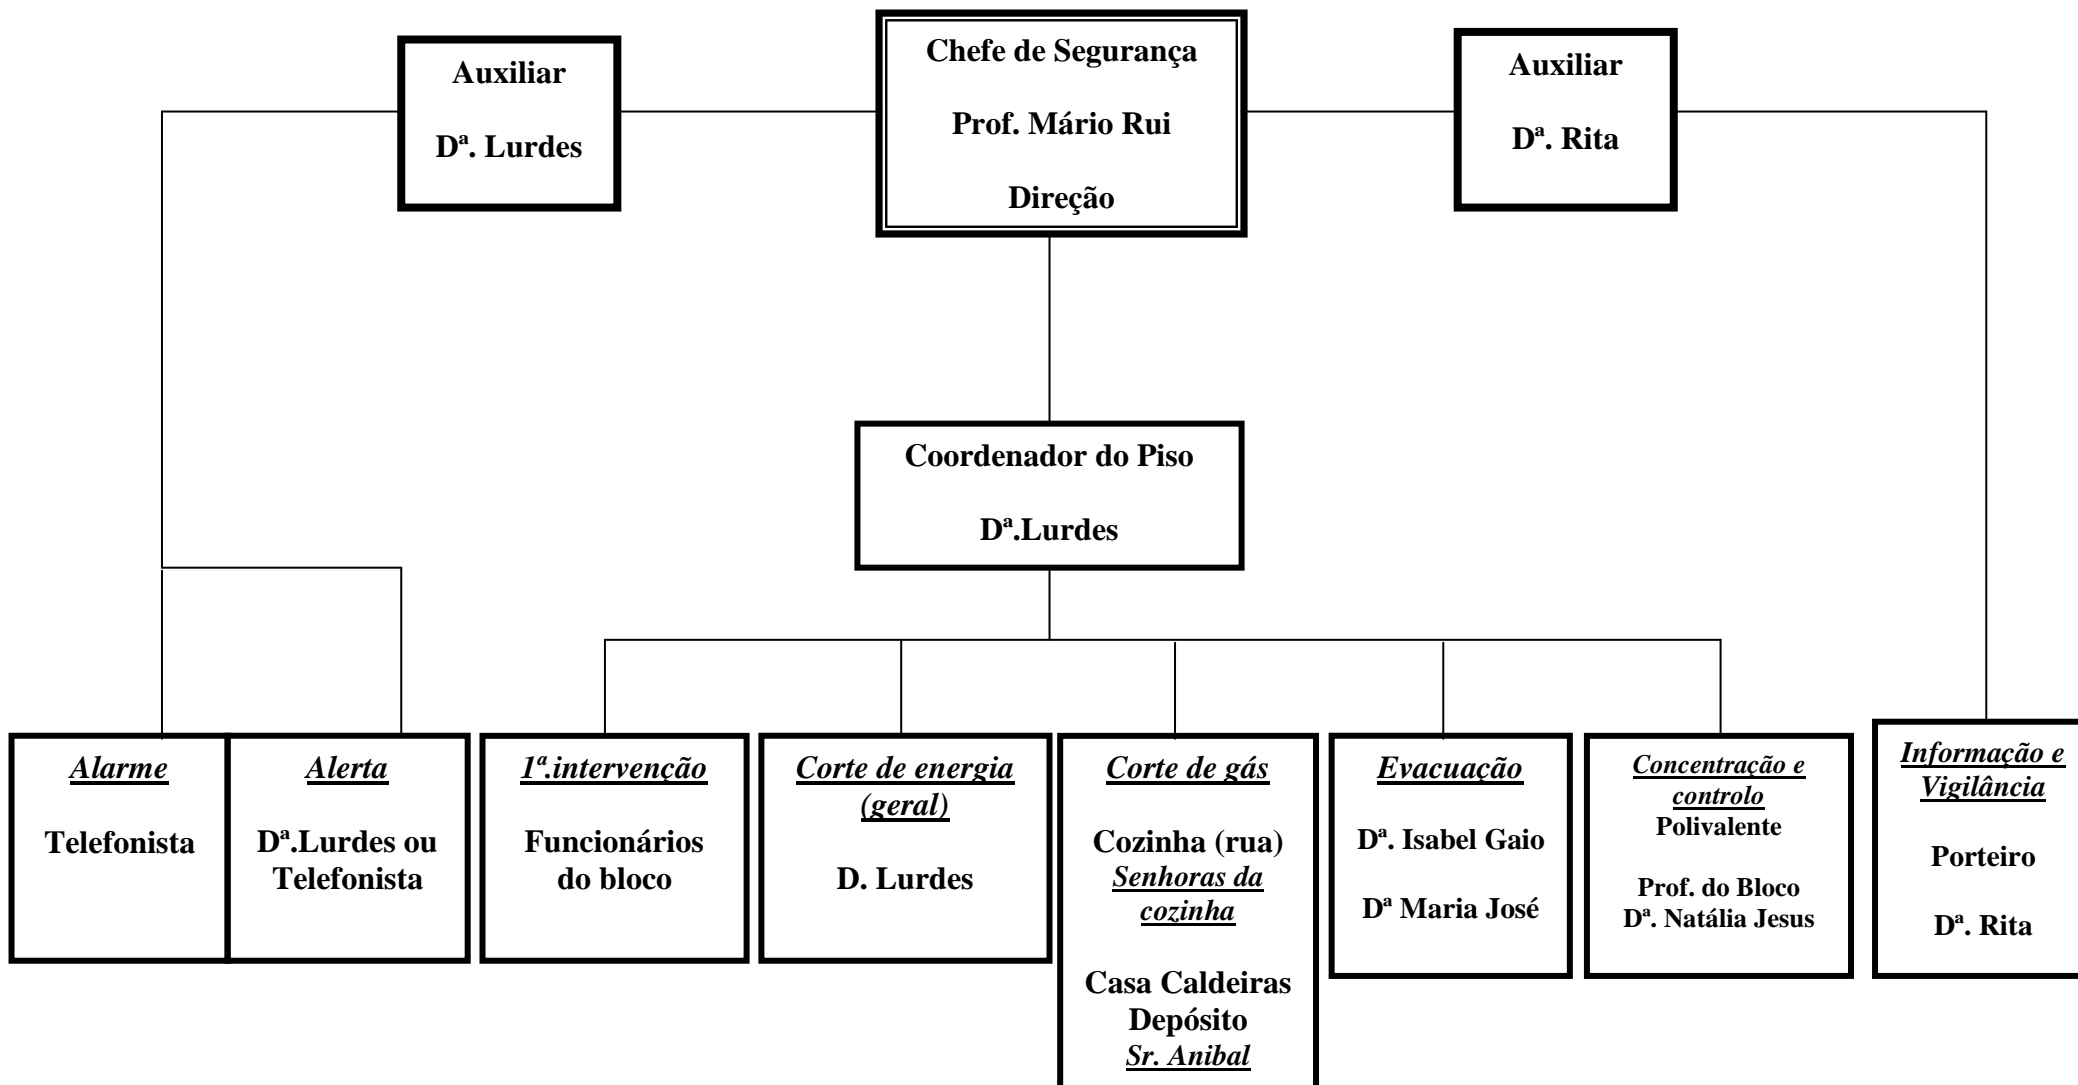 Auxiliar
Dª. Lurdes
Chefe de Segurança
Prof. Mário Rui
Direção
Auxiliar
Dª. Rita
Coordenador do Piso
Dª.Lurdes
Alarme
Telefonista
Alerta
Dª.Lurdes ou
Telefonista
1ª.intervenção
Funcionários
do bloco
Corte de energia
(geral)
D. Lurdes
Corte de gás
Cozinha (rua)
Senhoras da
cozinha
Casa Caldeiras
Depósito
Sr. Anibal
Evacuação
Dª. Isabel Gaio
Dª Maria José
Concentração e
controlo
Polivalente
Prof. do Bloco
Dª. Natália Jesus
Informação e
Vigilância
Porteiro
Dª. Rita